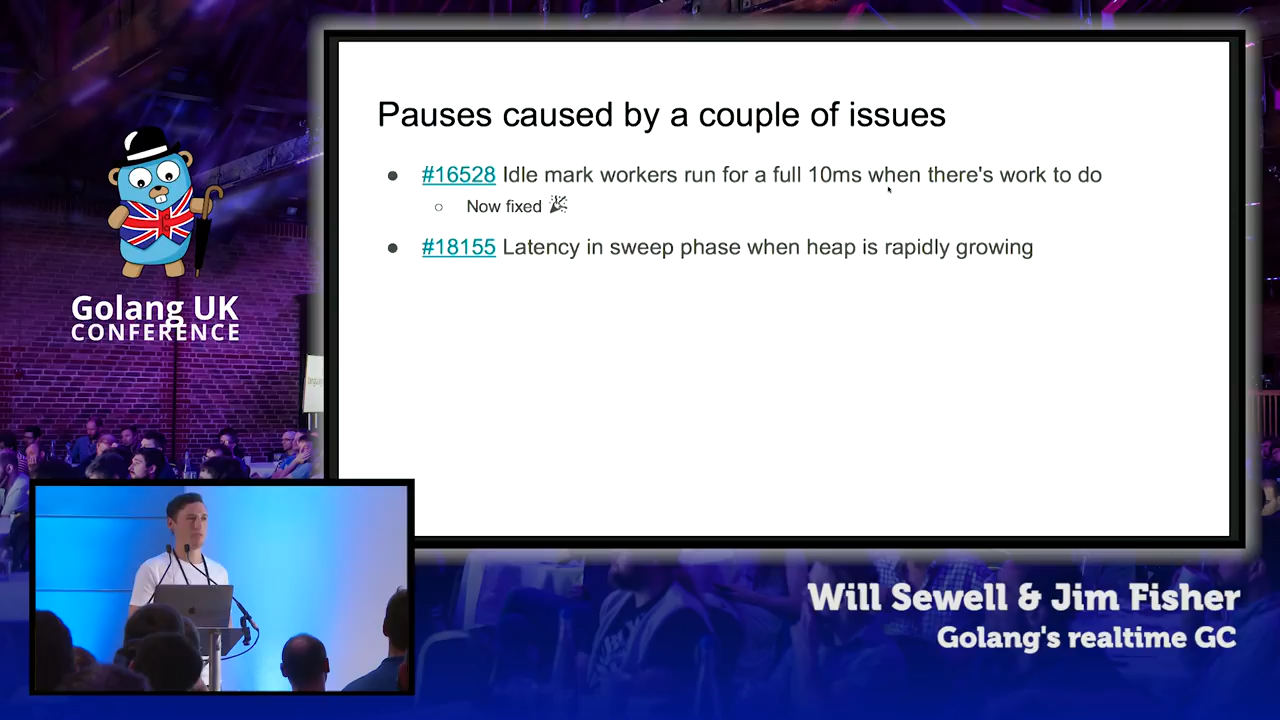 Pauses caused by a couple of issues
● #16528 Idle mark workers run for a full 10ms when there's work to do
○ Now fixed 🎉
● #18155 Latency in sweep phase when heap is rapidly growing
Golang UK
CONFERENCE
Will Sewell & Jim Fisher
Golang's realtime GC